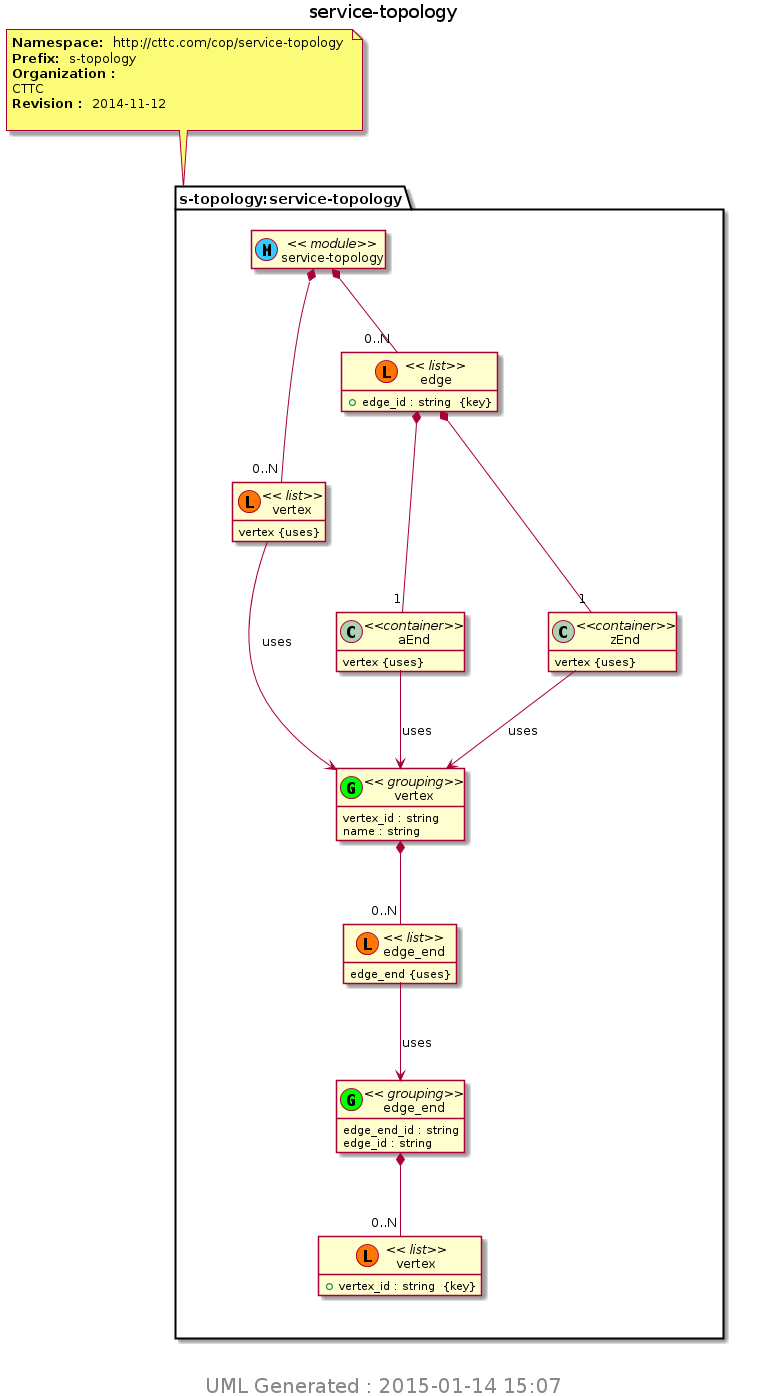 service-topology
Namespace: http://cttc.com/cop/service-topology
Prefix: s-topology
Organization :
CTTC
Revision : 2014-11-12
s-topology:service-topology
M << module>>
service-topology
0..N
L << list>>
edge
edge_id : string {key}
0..N
L << list>>
vertex
vertex {uses}
1
1
C <<container>>
aEnd
vertex {uses}
C <<container>>
zEnd
vertex {uses}
uses
uses
uses
G << grouping>>
vertex
vertex_id : string
name : string
0..N
L << list>>
edge_end
edge_end {uses}
uses
G << grouping>>
edge_end
edge_end_id : string
edge_id : string
0..N
L << list>>
vertex
vertex_id : string {key}
UML Generated : 2015-01-14 15:07